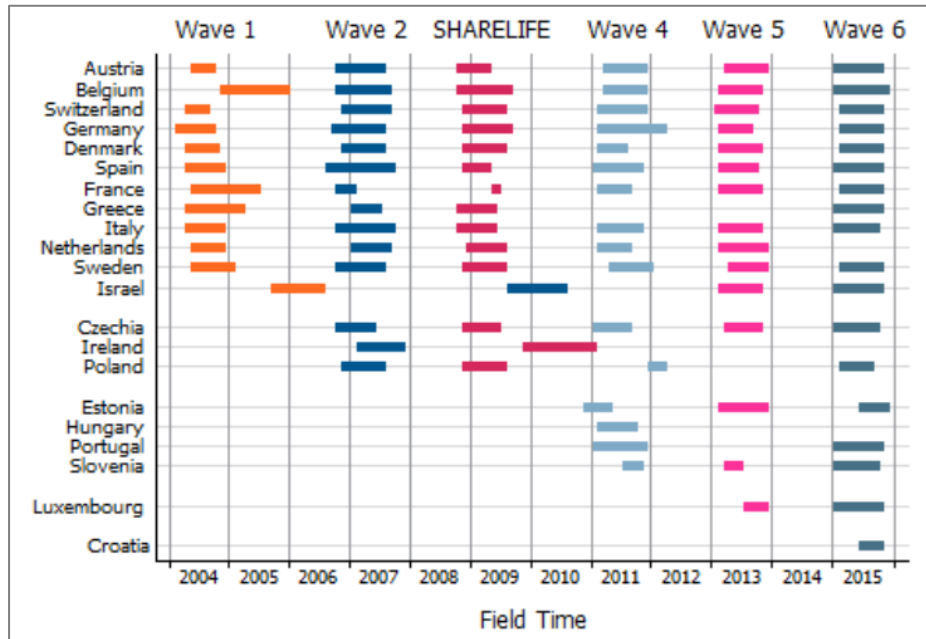 Wave 1 Wave 2 SHARELIFE Wave 4 Wave 5 Wave 6
Austria
Belgium
Switzerland
Germany
Denmark
Spain
France
Greece
Italy
Netherlands
Sweden
Israel
Czechia
Ireland
Poland
Estonia
Hungary
Portugal
Slovenia
Luxembourg
Croatia
2004 2005 2006 2007 2008 2009 2010 2011 2012 2013 2014 2015
Field Time